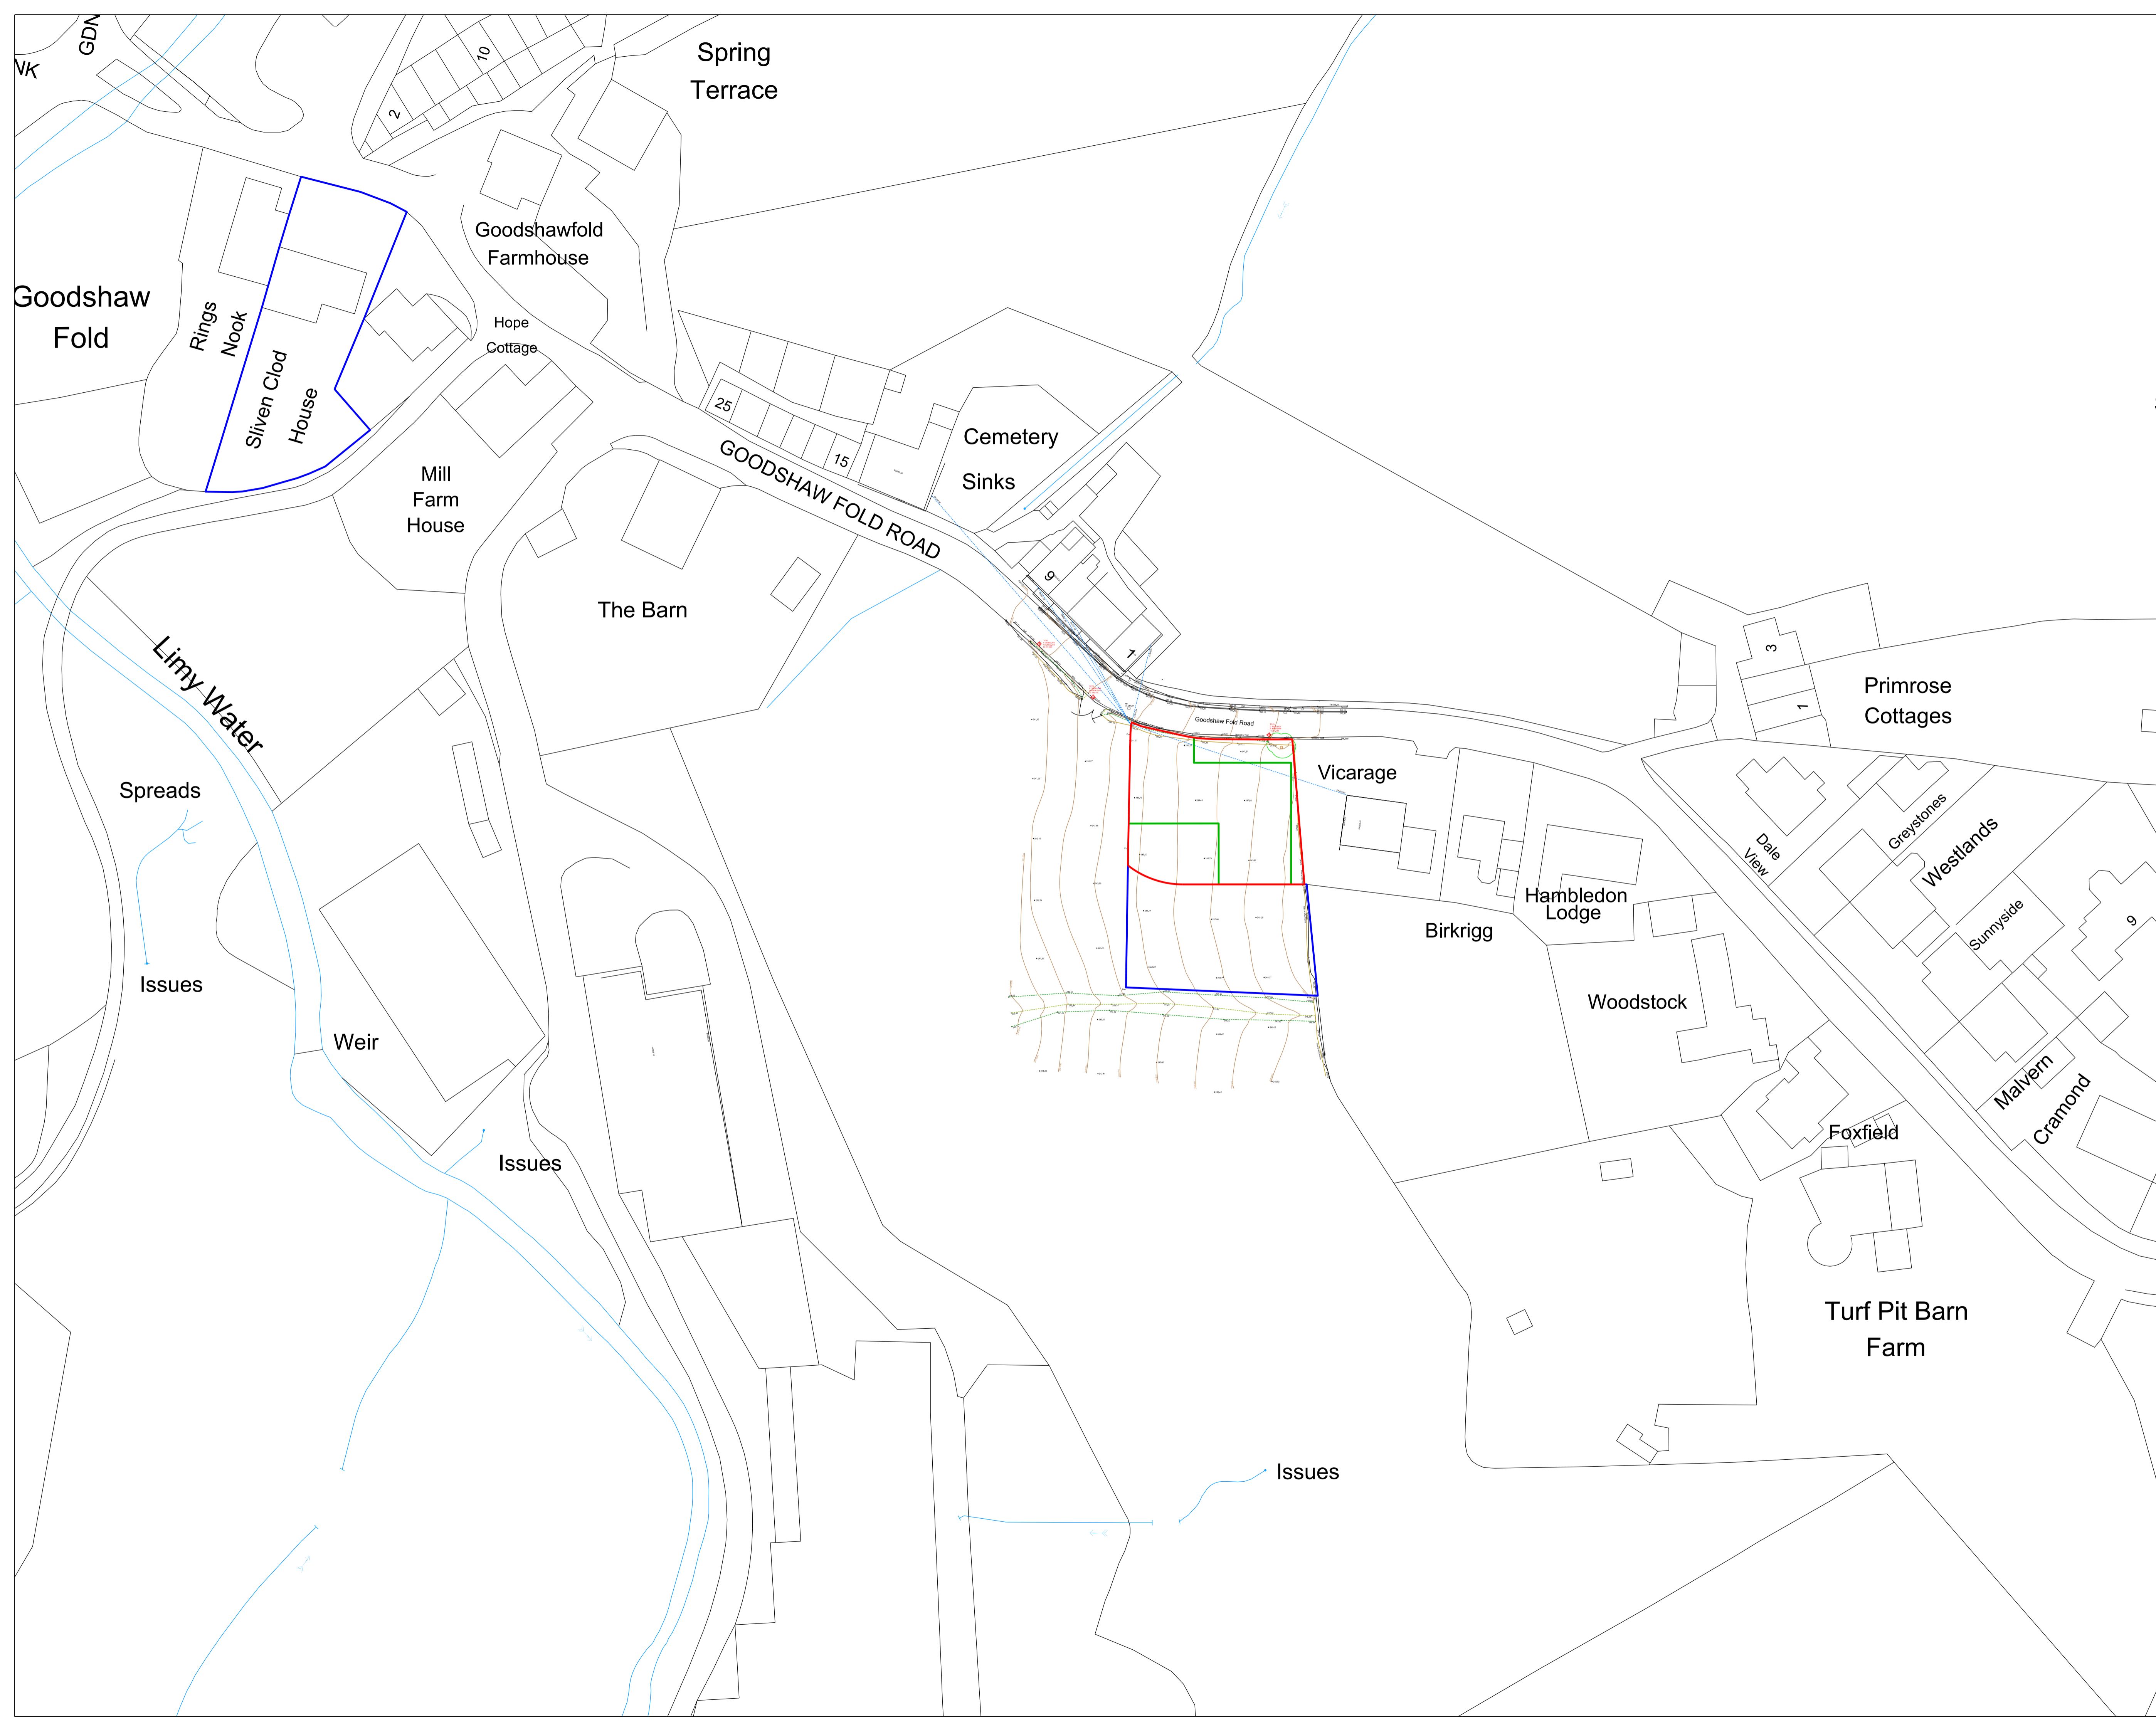 GDN
NK
10
2
Spring
Terrace
Goodshawfold
Farmhouse
Goodshaw
Fold
Rings
Nook
Sliven Clod
House
Hope
Cottage
25
15
GOODSHAW FOLD ROAD
Cemetery
Sinks
Mill
Farm
House
The Barn
9
1
Limy Water
Goodshaw Fold Road
3
1
Primrose
Cottages
Vicarage
Spreads
Dale
View
Greystones
Westlands
Hambledon
Lodge
Birkrigg
Sunnyside
9
Issues
Woodstock
Weir
Malvern
Cramond
Foxfield
Issues
Turf Pit Barn
Farm
Issues